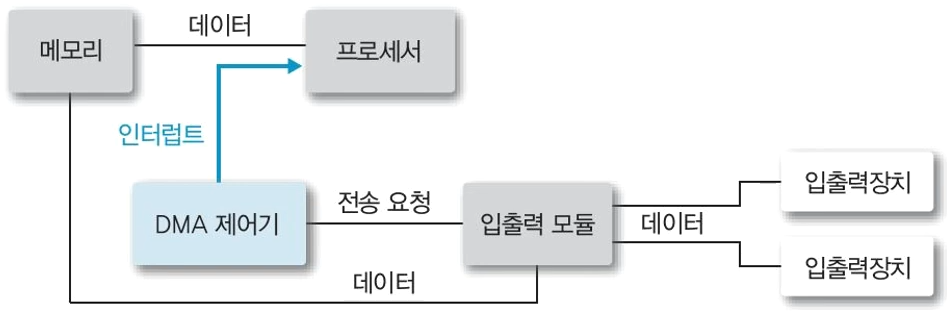 데이터
메모리
프로세서
인터럽트
입출력장치
DMA 제어기
전송 요청
입출력 모듈
데이터
입출력장치
데이터